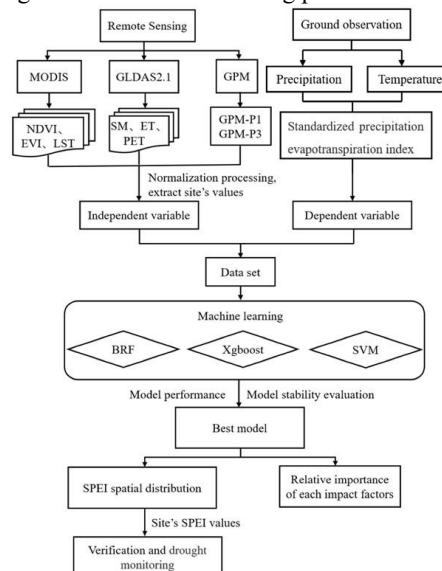 Remote Sensing
Ground observation
MODIS
GLDAS2.1
GPM
Precipitation
Temperature
NDVI、
EVI、LST
SM、ET、
PET
GPM-P1
GPM-P3
Standardized precipitation
evapotranspiration index
Normalization processing,
extract site's values
Independent variable
Dependent variable
Data set
Machine learning
BRF
Xgboost
SVM
Model performance
Model stability evaluation
Best model
SPEI spatial distribution
Relative importance
of each impact factors
Site's SPEI values
Verification and drought
monitoring